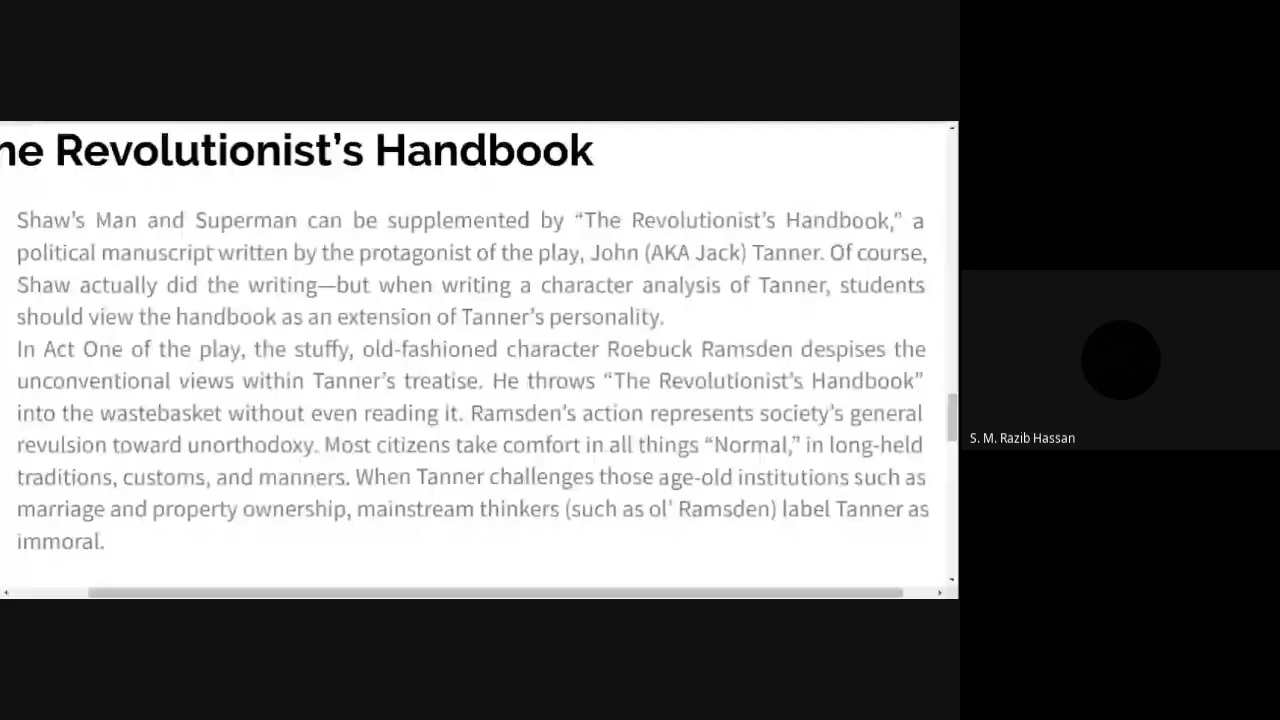 he Revolutionist’s Handbook
Shaw’s Man and Superman can be supplemented by “The Revolutionist’s Handbook,” a
political manuscript written by the protagonist of the play, John (AKA Jack) Tanner. Of course,
Shaw actually did the writing—but when writing a character analysis of Tanner, students
should view the handbook as an extension of Tanner’s personality.
In Act One of the play, the stuffy, old-fashioned character Roebuck Ramsden despises the
unconventional views within Tanner’s treatise. He throws “The Revolutionist’s Handbook”
into the wastebasket without even reading it. Ramsden’s action represents society’s general
revulsion toward unorthodoxy. Most citizens take comfort in all things “Normal,” in long-held
traditions, customs, and manners. When Tanner challenges those age-old institutions such as
marriage and property ownership, mainstream thinkers (such as ol’ Ramsden) label Tanner as
immoral.
S. M. Razib Hassan